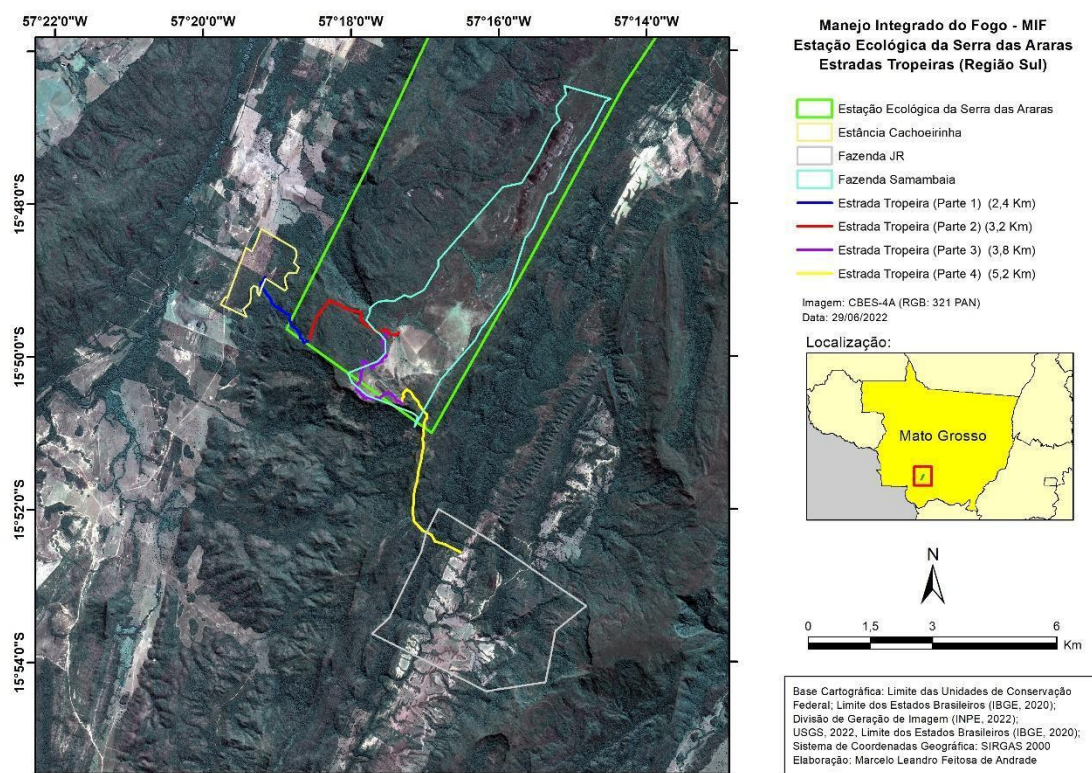 57°22'0"W
57°20'0"W
57°18'0"W
57°16'0"W
57°14'0"W
15°48'0"S
15°50'0"S
15°52'0"S
15°54'0"S
Manejo Integrado do Fogo - MIF
Estação Ecológica da Serra das Araras
Estradas Tropeiras (Região Sul)
Estação Ecológica da Serra das Araras
Estância Cachoeirinha
Fazenda JR
Fazenda Samambaia
Estrada Tropeira (Parte 1) (2,4 Km)
Estrada Tropeira (Parte 2) (3,2 Km)
Estrada Tropeira (Parte 3) (3,8 Km)
Estrada Tropeira (Parte 4) (5,2 Km)
Imagem: CBES-4A (RGB: 321 PAN)
Data: 29/06/2022
Localização:
Mato Grosso
N
0 1,5 3 6
Km
Base Cartográfica: Limite das Unidades de Conservação
Federal; Limite dos Estados Brasileiros (IBGE, 2020);
Divisão de Geração de Imagem (INPE, 2022);
USGS, 2022, Limite dos Estados Brasileiros (IBGE, 2020);
Sistema de Coordenadas Geográfica: SIRGAS 2000
Elaboração: Marcelo Leandro Feitosa de Andrade